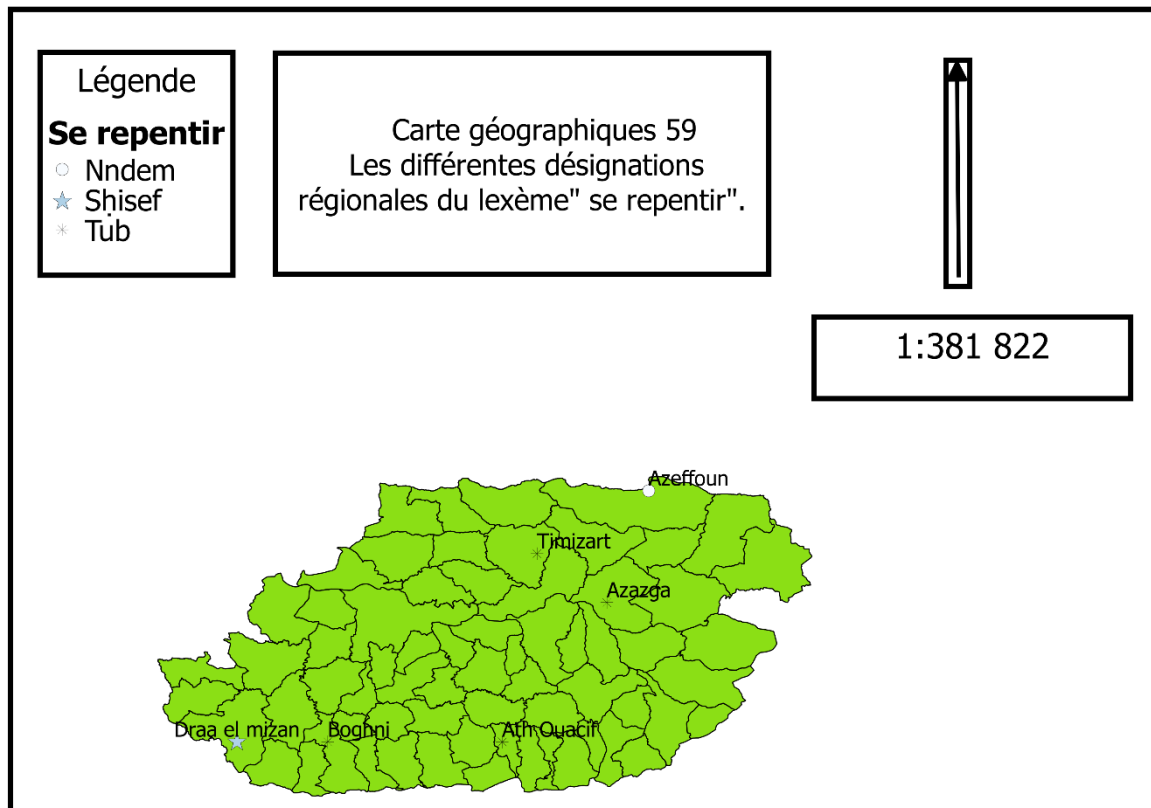 Légende
Se repentir
Nndem
Sḥisef
Tub
Carte géographiques 59
Les différentes désignations
régionales du lexème" se repentir".
1:381 822
Azeffoun
Timizart
Azazga
Draa el mizan
Boghni
Ath Ouacif